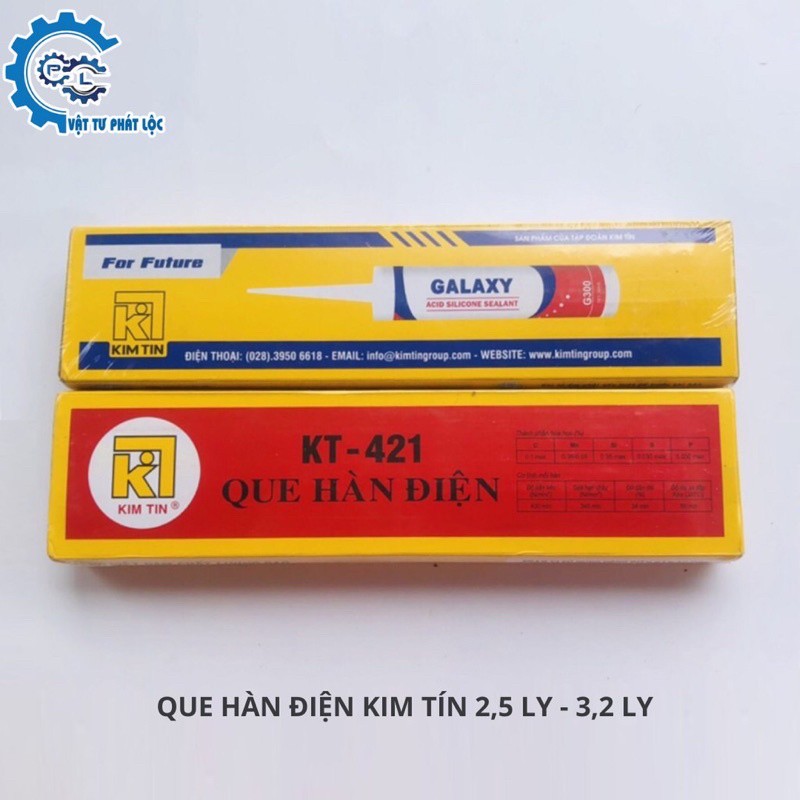 P L
VẬT TƯ PHÁT LỘC
SẢN PHẨM CỦA TẬP ĐOÀN KIM TÍN
For Future
GALAXY
ACID SILICONE SEALANT
G300
KIM TIN
ĐIỆN THOẠI: (028).3950 6618 - EMAIL: info@kimtingroup.com - WEBSITE: www.kimtingroup.com
KT-421
QUE HÀN ĐIỆN
KIM TIN ®
C Mn Si S P
QUE HÀN ĐIỆN KIM TÍN 2,5 LY - 3,2 LY